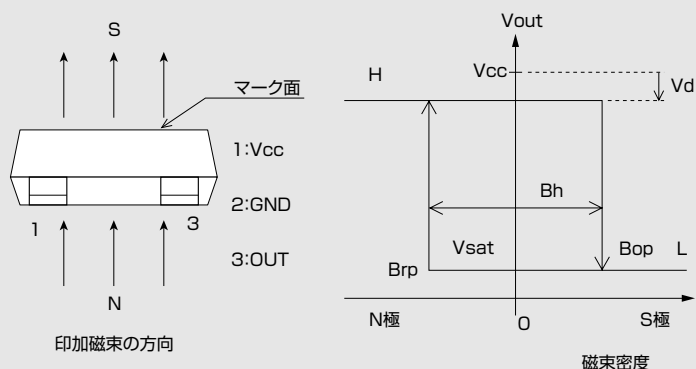 S
マーク面
1:Vcc
2:GND
3:OUT
1
3
N
印加磁束の方向
Vout
Vcc
H
Vd
Bh
Vsat
Bop
L
Brp
N極
O
S極
磁束密度